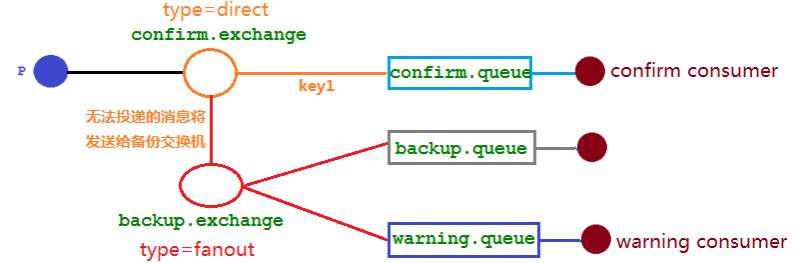 type=direct
confirm.exchange
P
key1
confirm.queue
confirm consumer
无法投递的消息将
发送给备份交换机
backup.queue
backup.exchange
type=fanout
warning.queue
warning consumer